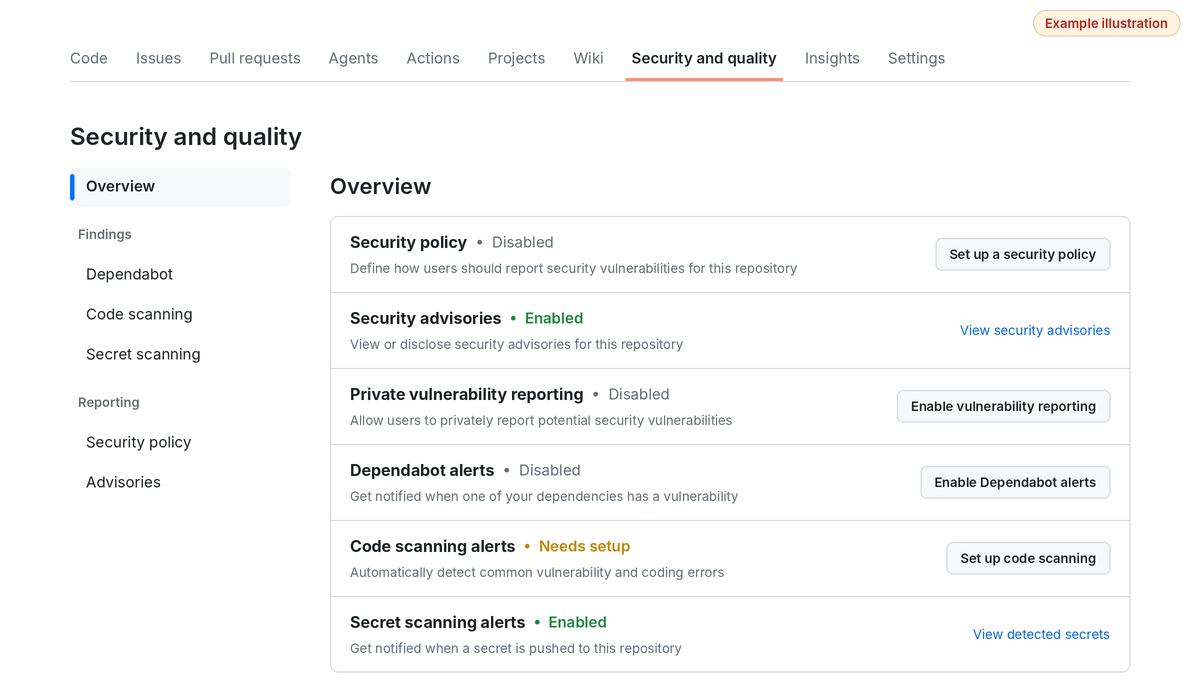 Example illustration
Code Issues Pull requests Agents Actions Projects Wiki Security and quality Insights Settings
Security and quality
Overview
Findings
Dependabot
Code scanning
Secret scanning
Reporting
Security policy
Advisories
Overview
Security policy • Disabled
Define how users should report security vulnerabilities for this repository
Set up a security policy
Security advisories • Enabled
View or disclose security advisories for this repository
View security advisories
Private vulnerability reporting • Disabled
Allow users to privately report potential security vulnerabilities
Enable vulnerability reporting
Dependabot alerts • Disabled
Get notified when one of your dependencies has a vulnerability
Enable Dependabot alerts
Code scanning alerts • Needs setup
Automatically detect common vulnerability and coding errors
Set up code scanning
Secret scanning alerts • Enabled
Get notified when a secret is pushed to this repository
View detected secrets